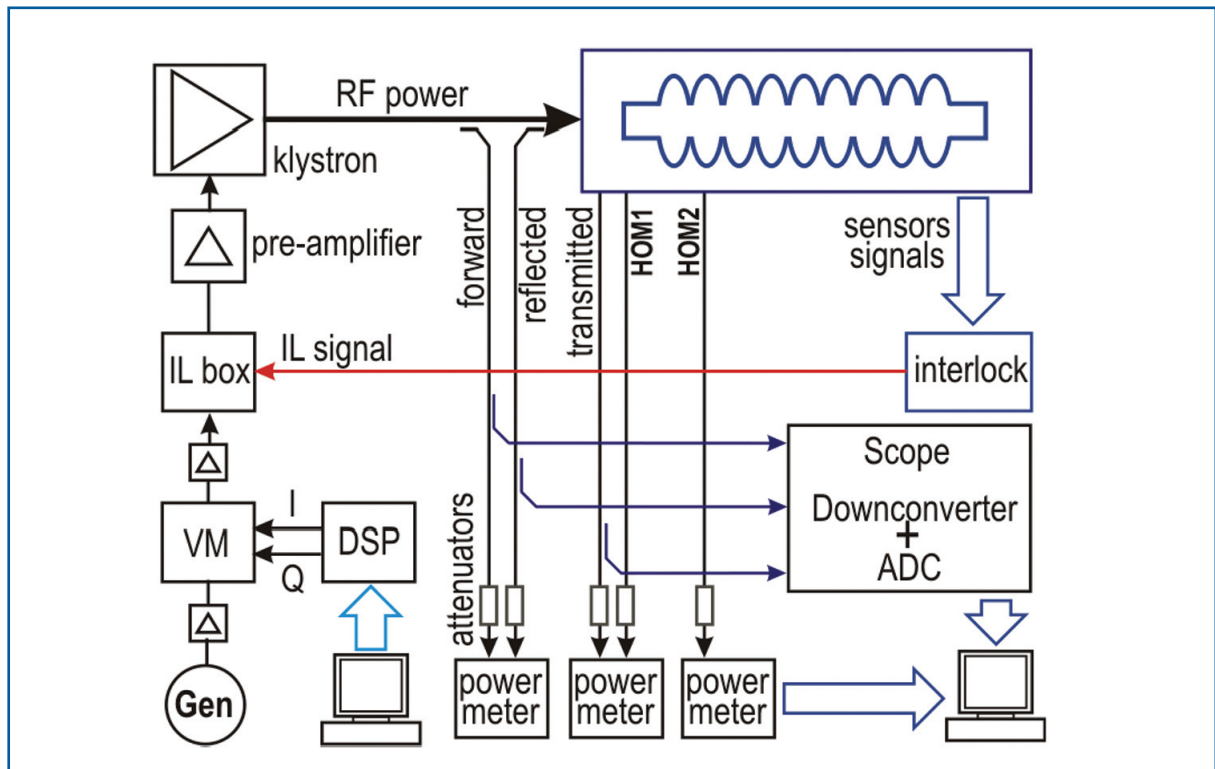 RF power
klystron
pre-amplifier
forward
reflected
transmitted
HOM1
HOM2
sensors
signals
IL box
IL signal
interlock
Scope
Downconverter
+
ADC
attenuators
VM
I
Q
DSP
Gen
power
meter
power
meter
power
meter